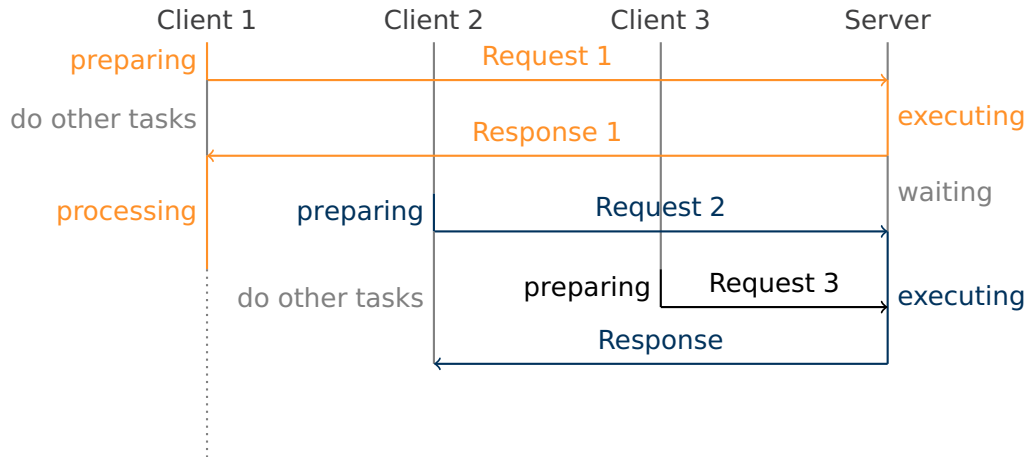 Client 1
Client 2
Client 3
Server
preparing
Request 1
do other tasks
executing
Response 1
waiting
processing
preparing
Request 2
do other tasks
preparing
Request 3
executing
Response